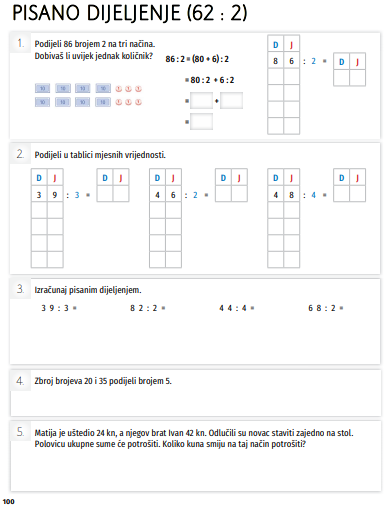 PISANO DIJELJENJE (62 : 2)
1.
Podijeli 86 brojem 2 na tri načina.
Dobivaš li uvijek jednak količnik?
10 10 10 10 1 1 1
10 10 10 10 1 1 1
86 : 2 = (80 + 6) : 2
= 80 : 2 + 6 : 2
= +
=
D J
8 6 : 2 =
D J
2.
Podijeli u tablici mjesnih vrijednosti.
D J D J D J D J D J D J
3 9 : 3 = 4 6 : 2 = 4 8 : 4 =
3.
Izračunaj pisanim dijeljenjem.
3 9 : 3 = 8 2 : 2 = 4 4 : 4 = 6 8 : 2 =
4.
Zbroj brojeva 20 i 35 podijeli brojem 5.
5.
Matija je uštedio 24 kn, a njegov brat Ivan 42 kn. Odlučili su novac staviti zajedno na stol.
Polovicu ukupne sume će potrošiti. Koliko kuna smiju na taj način potrošiti?
100